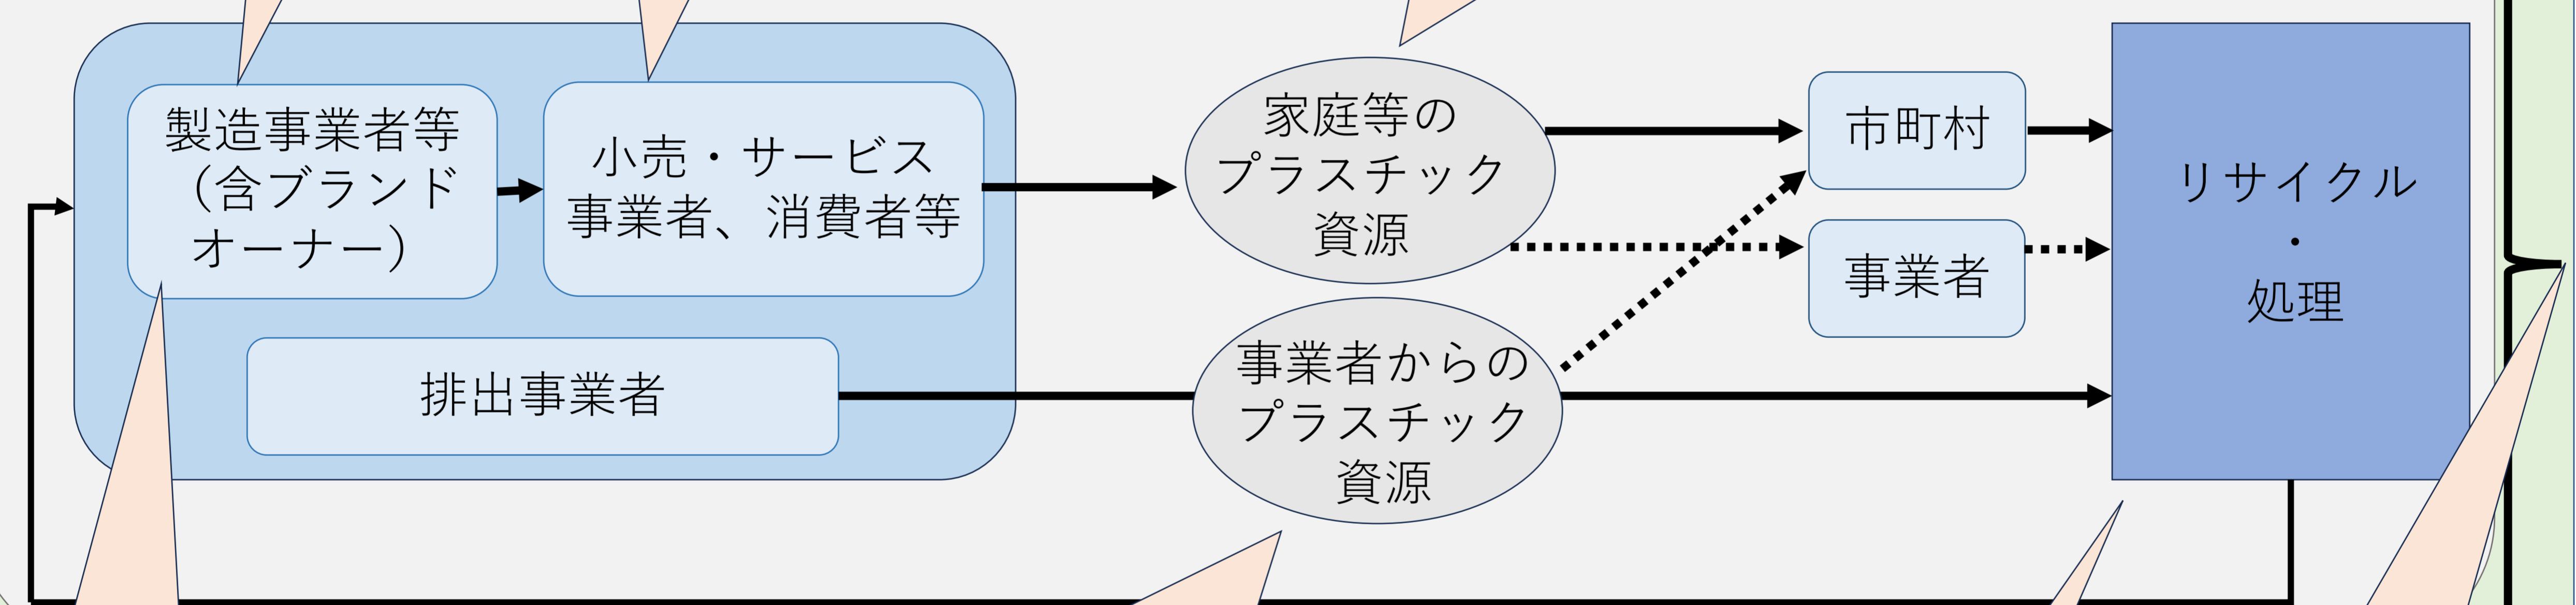 製造事業者等
（含ブランド
オーナー）
小売・サービス
事業者、消費者等
排出事業者
家庭等の
プラスチック
資源
事業者からの
プラスチック
資源
市町村
事業者
リサイクル
・
処理